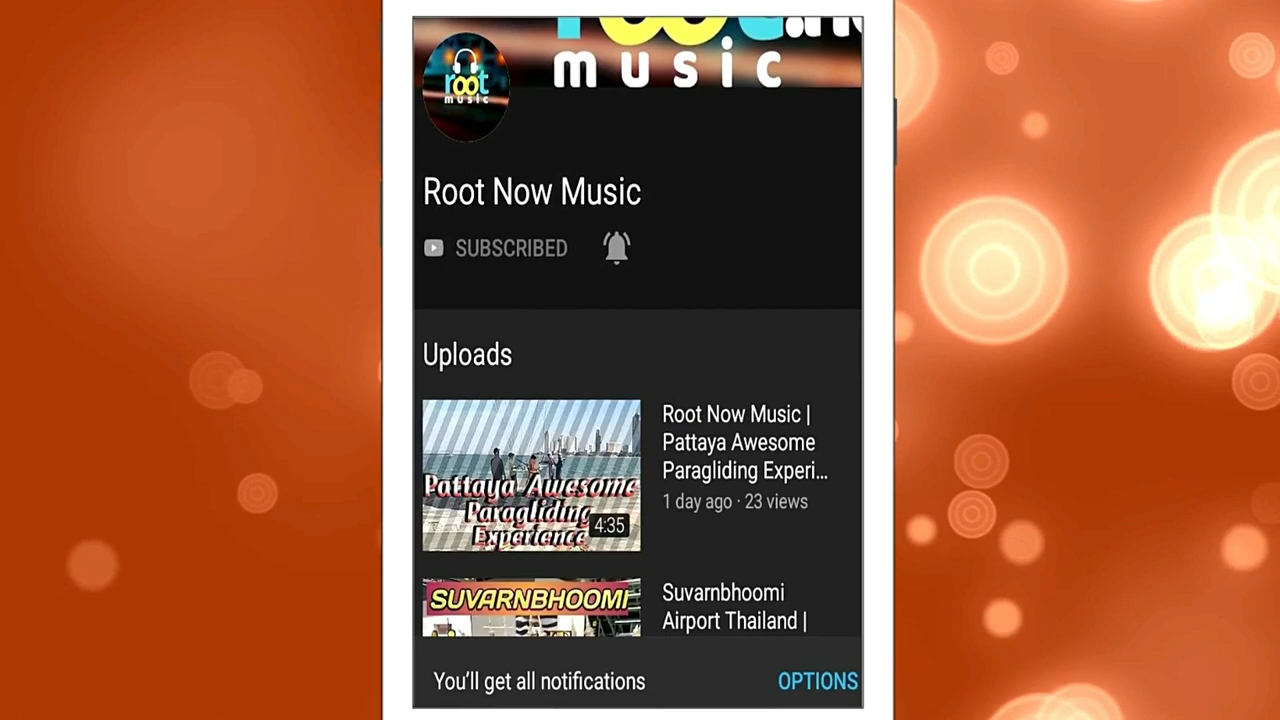 music
root
music
Root Now Music
SUBSCRIBED
Uploads
Pattaya Awesome
Paragliding
Experience
4:35
Root Now Music |
Pattaya Awesome
Paragliding Experi...
1 day ago · 23 views
SUVARNBHOOMI
Suvarnbhoomi
Airport Thailand |
You'll get all notifications
OPTIONS